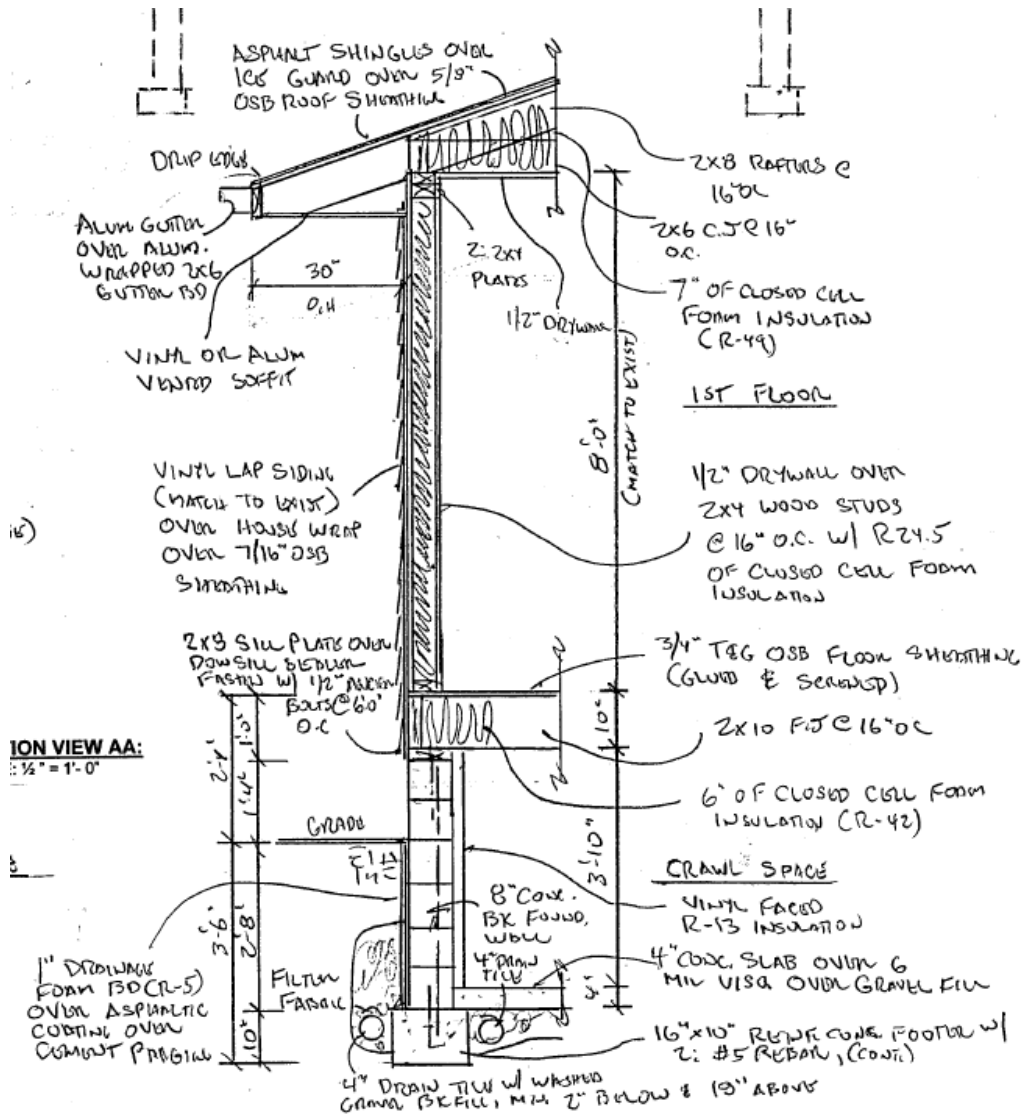 ASPHALT SHINGLES OVER
ICE GUARD OVER 5/8"
OSB ROOF SHEATHING
DRIP EDGE
ALUM GUTTER
OVER ALUM.
WRAPPED 2X6
GUTTER BD
30"
O.H
VINYL OR ALUM
VENTED SOFFIT
2: 2X4
PLATES
1/2" DRYWALL
2X8 RAFTERS @
16" OC
2X6 C.J @ 16"
O.C.
7" OF CLOSED CELL
FOAM INSULATION
(R-49)
1ST FLOOR
8'-0"
(MATCH TO EXIST)
VINYL LAP SIDING
(MATCH TO EXIST)
OVER HOUSE WRAP
OVER 7/16" OSB
SHEATHING
1/2" DRYWALL OVER
2X4 WOOD STUDS
@ 16" O.C. W/ R24.5
OF CLOSED CELL FOAM
INSULATION
2X8 SILL PLATE OVER
DOW SILL SEALER
FASTEN W/ 1/2" ANCHOR
BOLTS @ 6'0"
O.C
3/4" T&G OSB FLOOR SHEATHING
(GLUED & SCREWED)
10"
2X10 F.J @ 16" OC
6" OF CLOSED CELL FOAM
INSULATION (R-42)
ION VIEW AA:
: ½ " = 1'- 0"
2'-4"
1'-0"
1'-4"
GRADE
3'-10"
CRAWL SPACE
VINYL FACED
R-13 INSULATION
8" CONC.
BK FOUND.
WALL
4" DRAIN
TILE
4" CONC. SLAB OVER 6
MIL VISQ OVER GRAVEL FILL
4"
3'-6"
2'-8"
10"
1" DRAINAGE
FOAM BD (R-5)
OVER ASPHALTIC
COATING OVER
CEMENT PARGING
FILTER
FABRIC
16"X10" REINF CONC FOOTER W/
2: #5 REBAR, (CONT.)
4" DRAIN TILE W/ WASHED
GRAVEL BKFILL, MIN 2" BELOW & 18" ABOVE